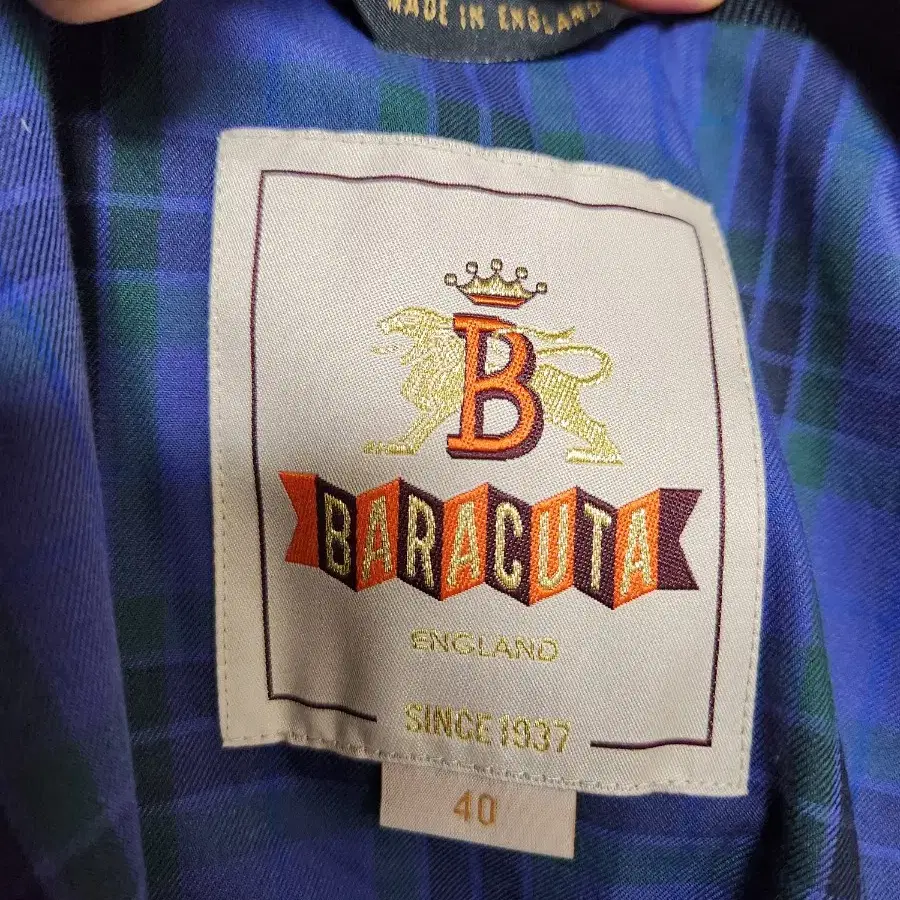 MADE IN ENGLAND
B
BARACUTA
ENGLAND
SINCE 1937
40